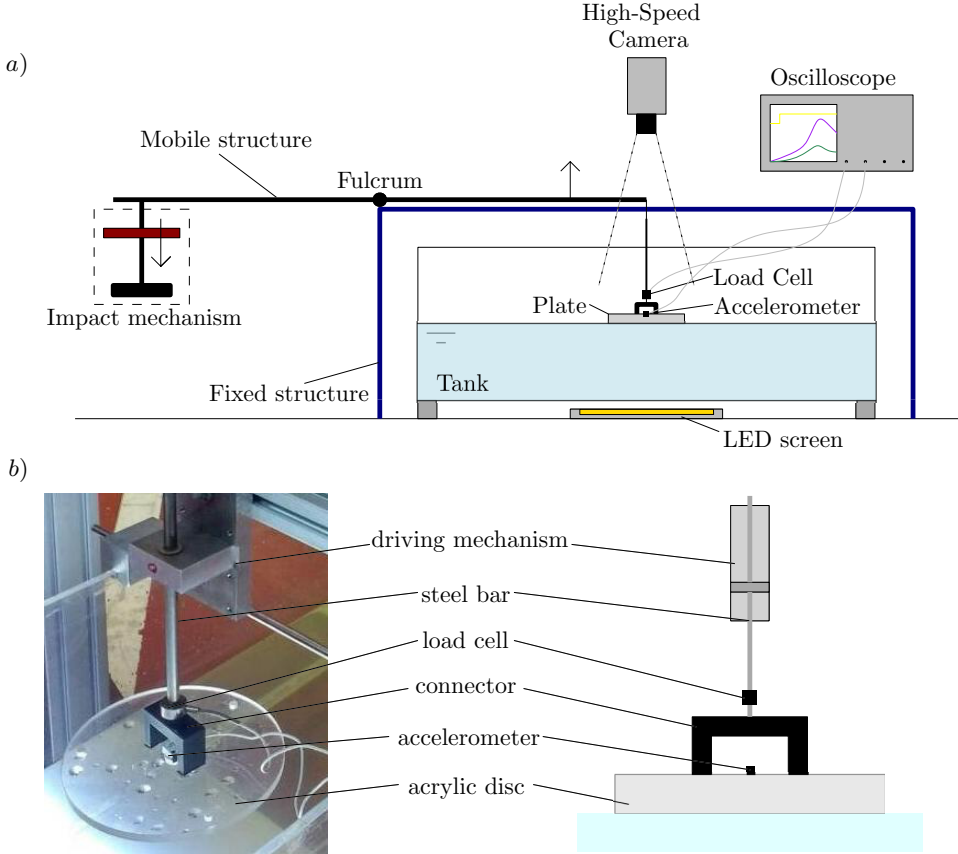 a)
High-Speed
Camera
Oscilloscope
Mobile structure
Fulcrum
Load Cell
Plate
Accelerometer
Impact mechanism
Fixed structure
Tank
LED screen
b)
driving mechanism
steel bar
load cell
connector
accelerometer
acrylic disc